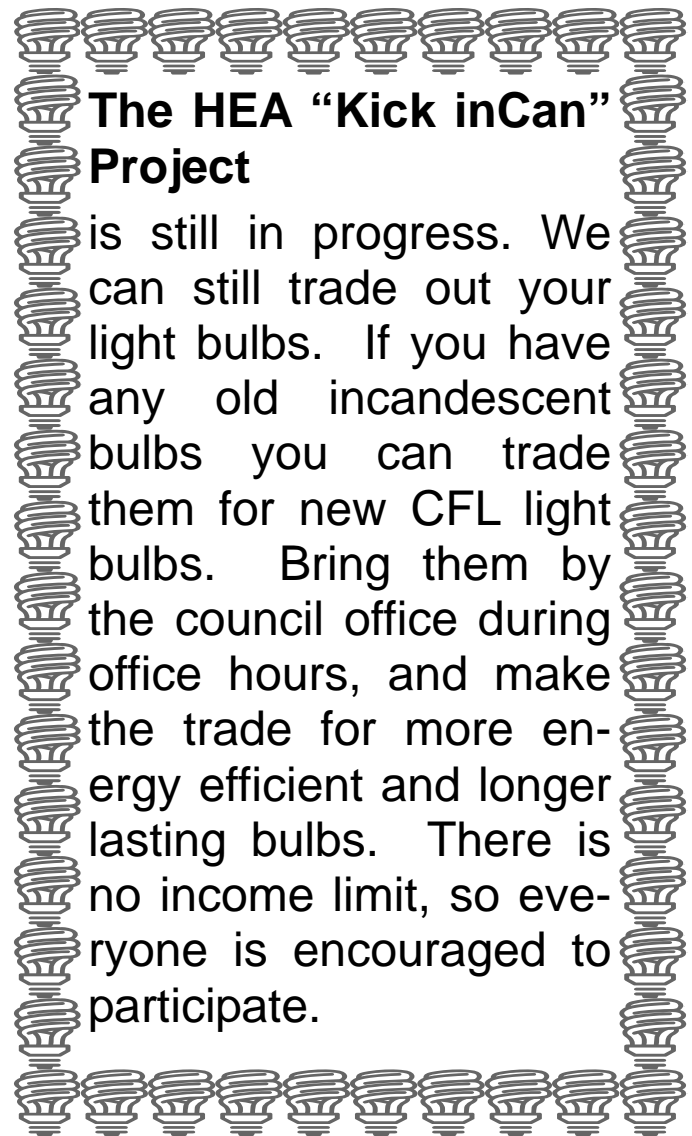 The HEA “Kick inCan”
Project
is still in progress. We
can still trade out your
light bulbs. If you have
any old incandescent
bulbs you can trade
them for new CFL light
bulbs. Bring them by
the council office during
office hours, and make
the trade for more en-
ergy efficient and longer
lasting bulbs. There is
no income limit, so eve-
ryone is encouraged to
participate.